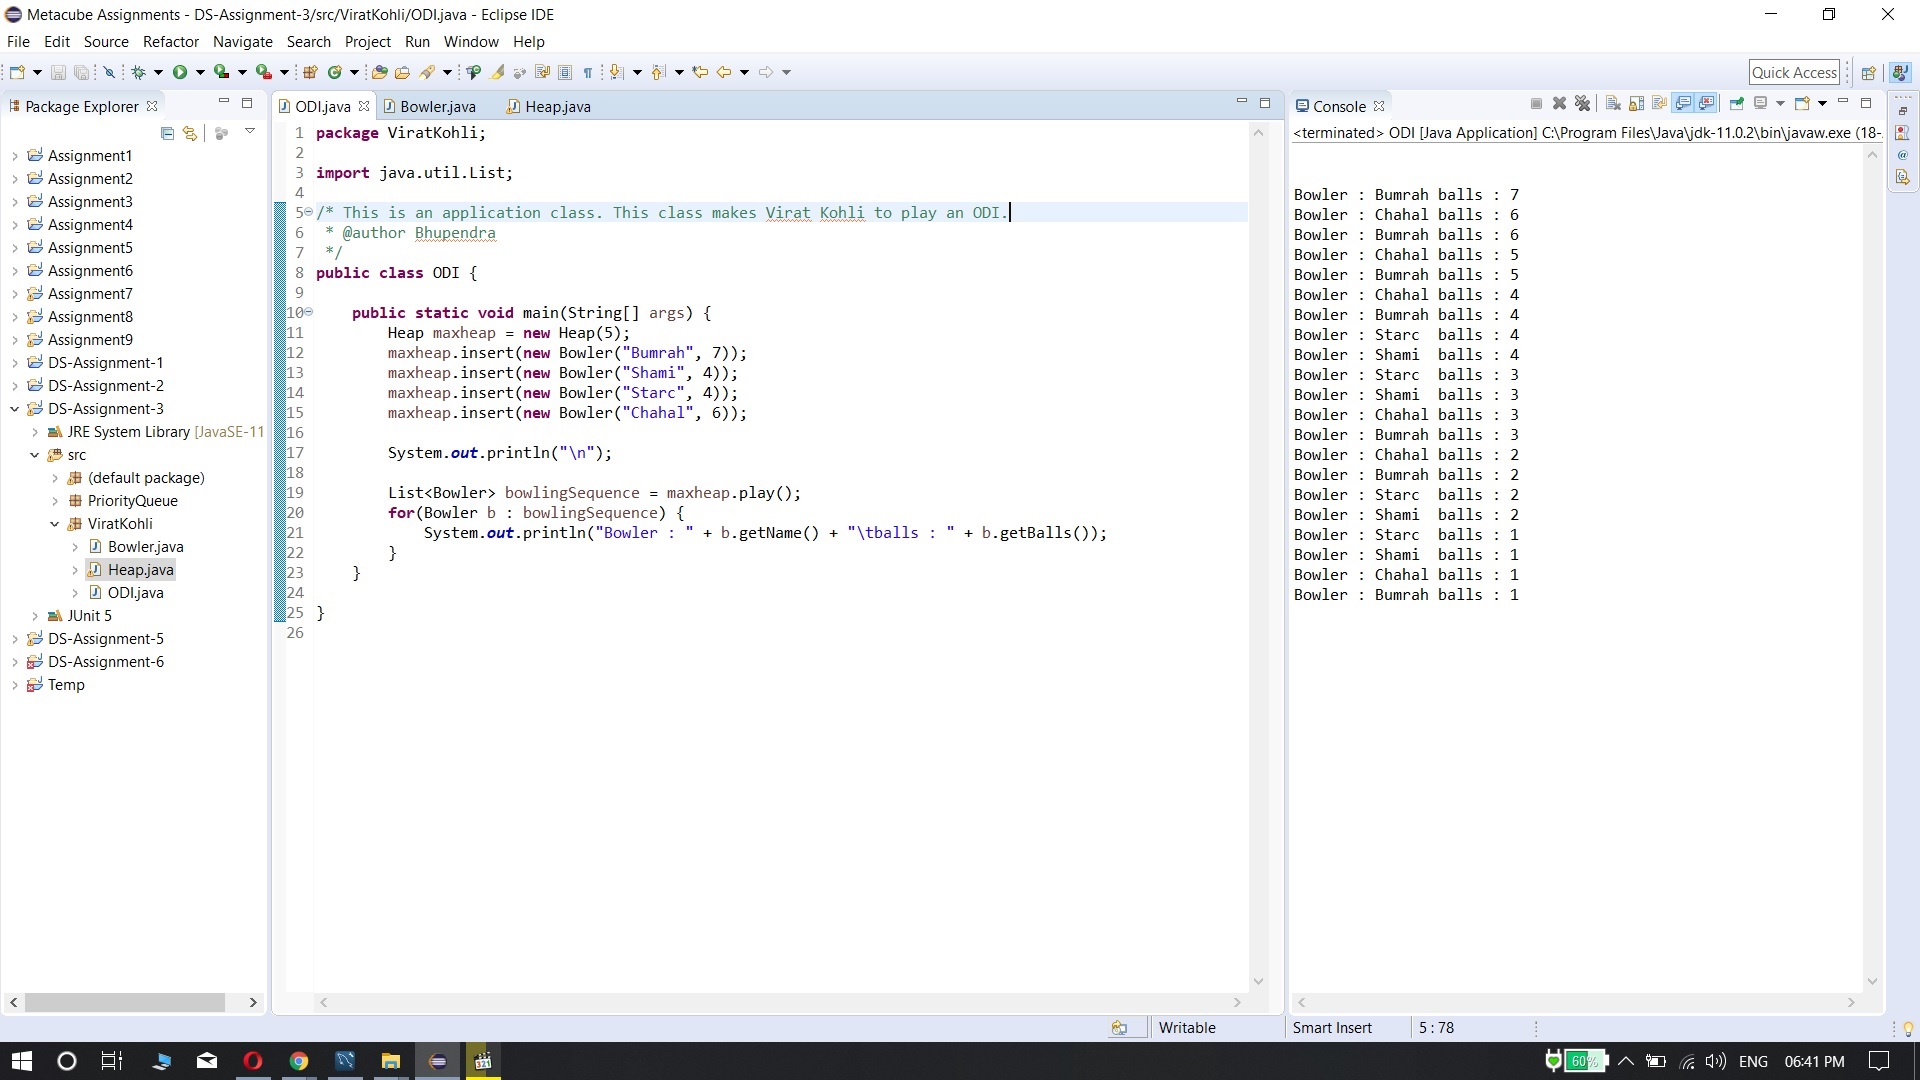 Metacube Assignments - DS-Assignment-3/src/ViratKohli/ODI.java - Eclipse IDE
File Edit Source Refactor Navigate Search Project Run Window Help
Quick Access
Package Explorer
Assignment1
Assignment2
Assignment3
Assignment4
Assignment5
Assignment6
Assignment7
Assignment8
Assignment9
DS-Assignment-1
DS-Assignment-2
DS-Assignment-3
JRE System Library [JavaSE-11
src
(default package)
PriorityQueue
ViratKohli
Bowler.java
Heap.java
ODI.java
JUnit 5
DS-Assignment-5
DS-Assignment-6
Temp
ODI.java Bowler.java Heap.java
1 package ViratKohli;
2
3 import java.util.List;
4
5 /* This is an application class. This class makes Virat Kohli to play an ODI.
6 * @author Bhupendra
7 */
8 public class ODI {
9
10 public static void main(String[] args) {
11 Heap maxheap = new Heap(5);
12 maxheap.insert(new Bowler("Bumrah", 7));
13 maxheap.insert(new Bowler("Shami", 4));
14 maxheap.insert(new Bowler("Starc", 4));
15 maxheap.insert(new Bowler("Chahal", 6));
16
17 System.out.println("\n");
18
19 List<Bowler> bowlingSequence = maxheap.play();
20 for(Bowler b : bowlingSequence) {
21 System.out.println("Bowler : " + b.getName() + "\tballs : " + b.getBalls());
22 }
23 }
24
25 }
26
Console
<terminated> ODI [Java Application] C:\Program Files\Java\jdk-11.0.2\bin\javaw.exe (18-
Bowler : Bumrah balls : 7
Bowler : Chahal balls : 6
Bowler : Bumrah balls : 6
Bowler : Chahal balls : 5
Bowler : Bumrah balls : 5
Bowler : Chahal balls : 4
Bowler : Bumrah balls : 4
Bowler : Starc balls : 4
Bowler : Shami balls : 4
Bowler : Starc balls : 3
Bowler : Shami balls : 3
Bowler : Chahal balls : 3
Bowler : Bumrah balls : 3
Bowler : Chahal balls : 2
Bowler : Bumrah balls : 2
Bowler : Starc balls : 2
Bowler : Shami balls : 2
Bowler : Starc balls : 1
Bowler : Shami balls : 1
Bowler : Chahal balls : 1
Bowler : Bumrah balls : 1
Writable Smart Insert 5 : 78
321 60% ENG 06:41 PM